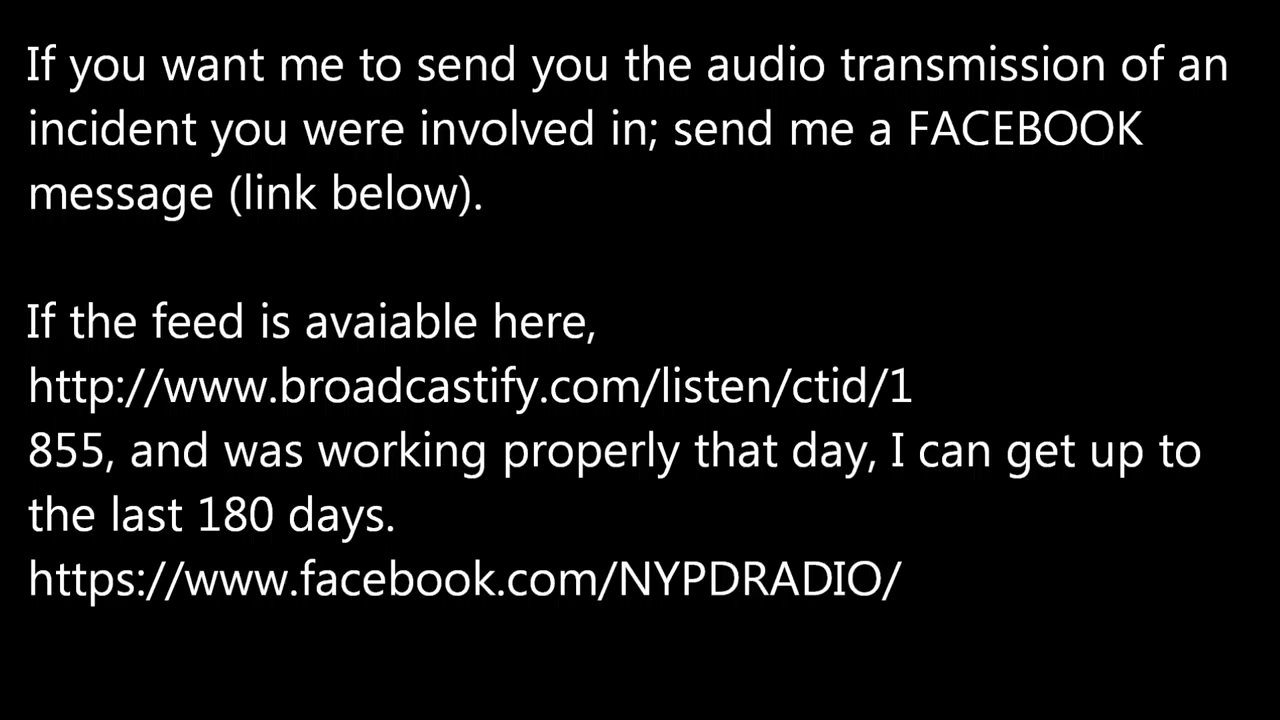 If you want me to send you the audio transmission of an
incident you were involved in; send me a FACEBOOK
message (link below).
If the feed is avaiable here,
http://www.broadcastify.com/listen/ctid/1
855, and was working properly that day, I can get up to
the last 180 days.
https://www.facebook.com/NYPDRADIO/